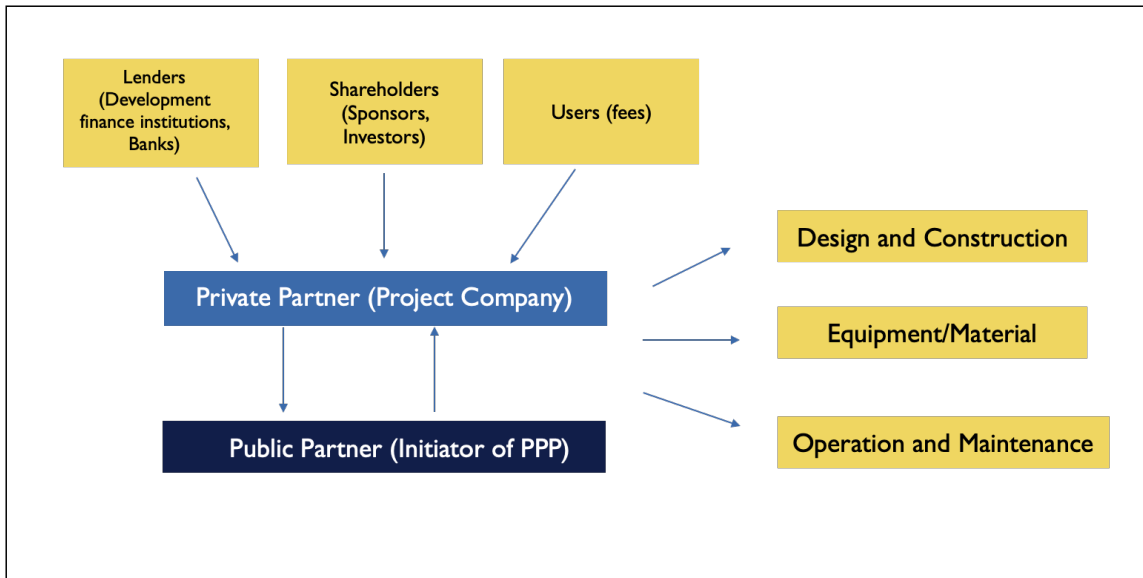 Lenders
(Development
finance institutions,
Banks)
Shareholders
(Sponsors,
Investors)
Users (fees)
Private Partner (Project Company)
Public Partner (Initiator of PPP)
Design and Construction
Equipment/Material
Operation and Maintenance